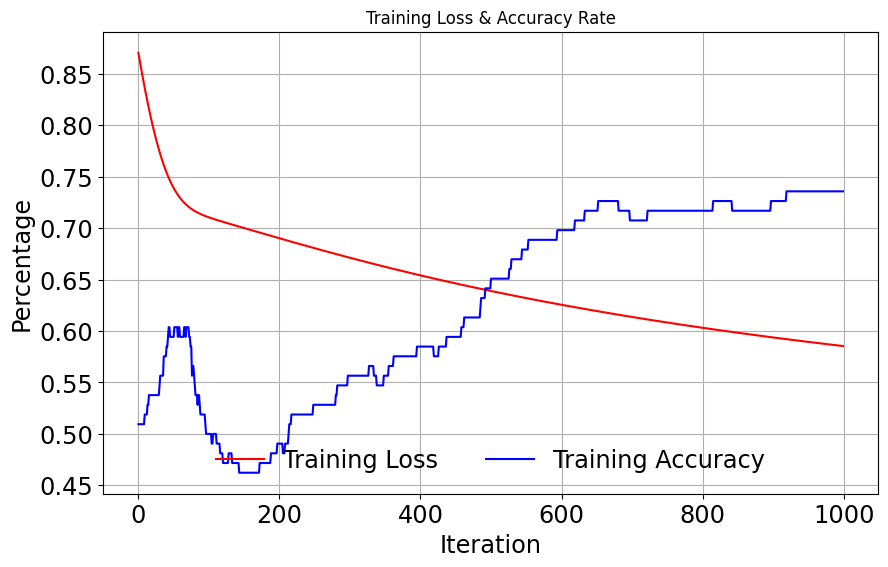 Training Loss & Accuracy Rate
0.85
0.80
0.75
0.70
0.65
0.60
0.55
0.50
0.45
Percentage
Training Loss Training Accuracy
0 200 400 600 800 1000
Iteration